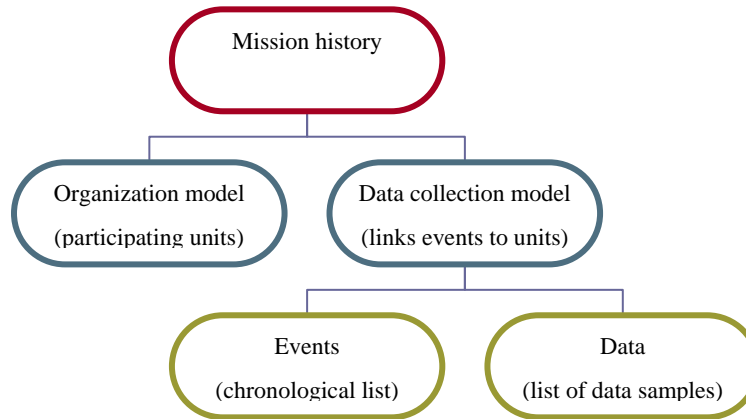 Mission history
Organization model
(participating units)
Data collection model
(links events to units)
Events
(chronological list)
Data
(list of data samples)